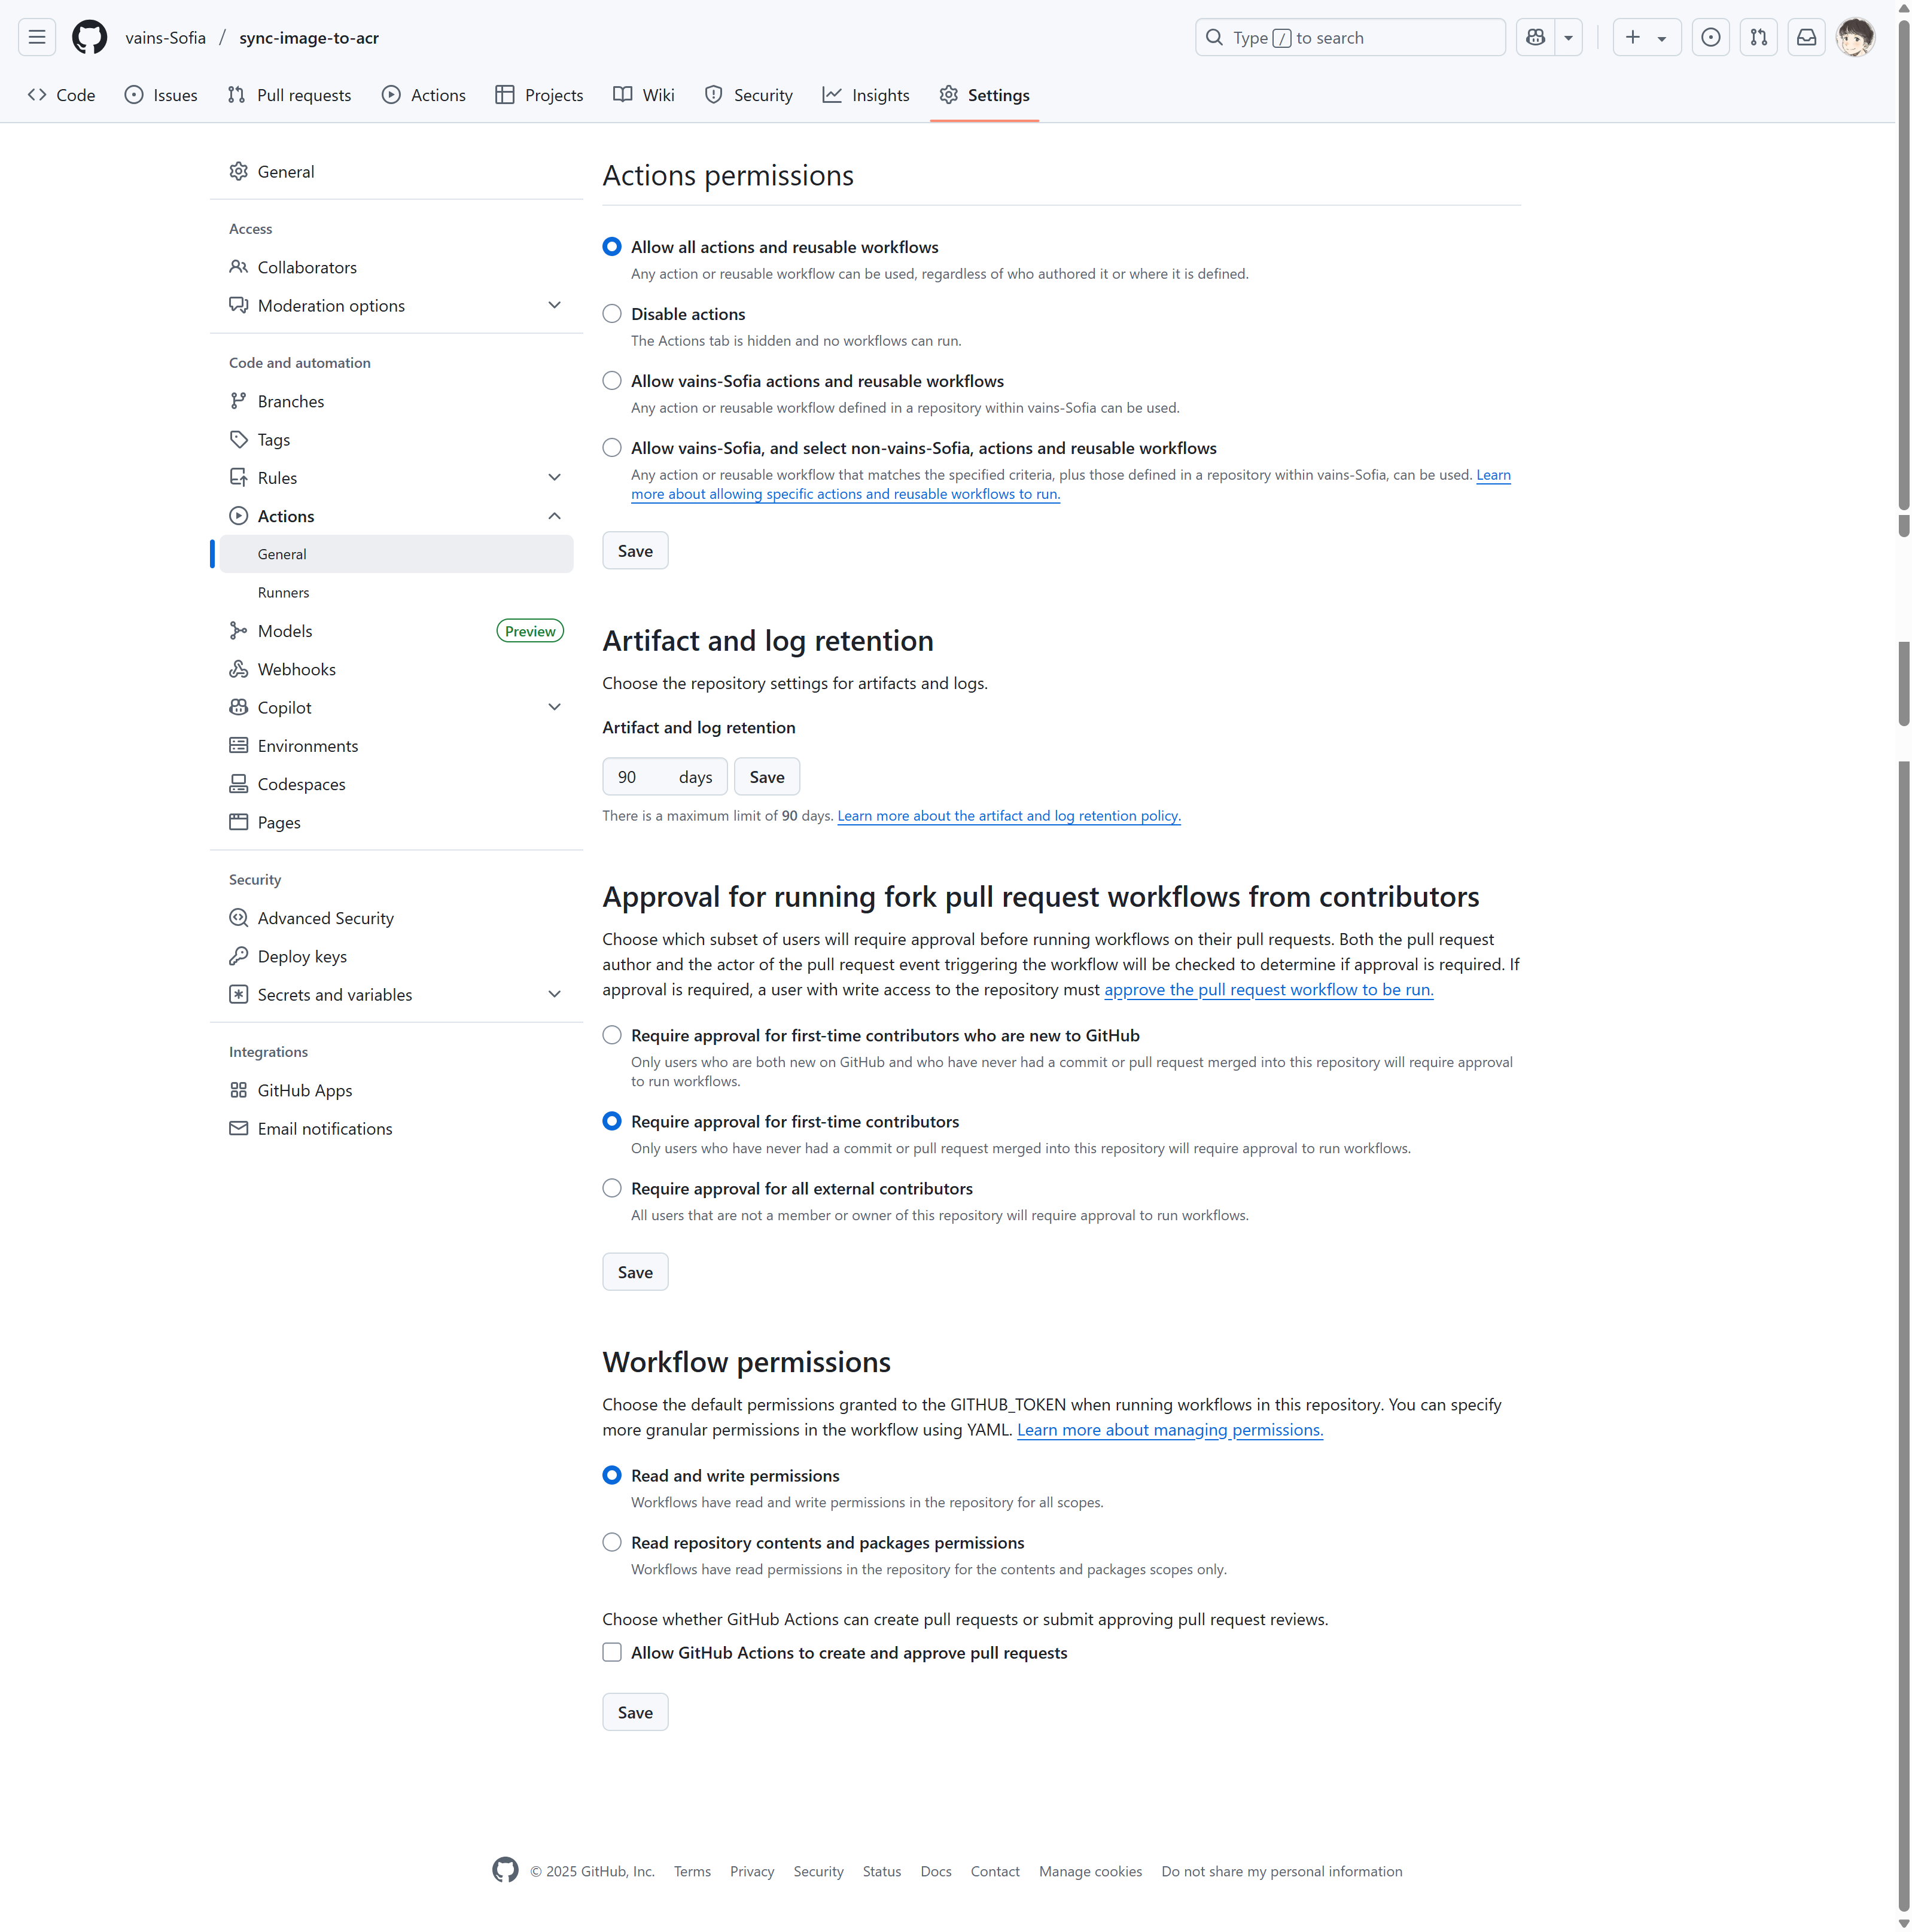 vains-Sofia / sync-image-to-acr
Type / to search
Code Issues Pull requests Actions Projects Wiki Security Insights Settings
General
Access
Collaborators
Moderation options
Code and automation
Branches
Tags
Rules
Actions
General
Runners
Models Preview
Webhooks
Copilot
Environments
Codespaces
Pages
Security
Advanced Security
Deploy keys
Secrets and variables
Integrations
GitHub Apps
Email notifications
Actions permissions
Allow all actions and reusable workflows
Any action or reusable workflow can be used, regardless of who authored it or where it is defined.
Disable actions
The Actions tab is hidden and no workflows can run.
Allow vains-Sofia actions and reusable workflows
Any action or reusable workflow defined in a repository within vains-Sofia can be used.
Allow vains-Sofia, and select non-vains-Sofia, actions and reusable workflows
Any action or reusable workflow that matches the specified criteria, plus those defined in a repository within vains-Sofia, can be used. Learn
more about allowing specific actions and reusable workflows to run.
Save
Artifact and log retention
Choose the repository settings for artifacts and logs.
Artifact and log retention
90 days Save
There is a maximum limit of 90 days. Learn more about the artifact and log retention policy.
Approval for running fork pull request workflows from contributors
Choose which subset of users will require approval before running workflows on their pull requests. Both the pull request
author and the actor of the pull request event triggering the workflow will be checked to determine if approval is required. If
approval is required, a user with write access to the repository must approve the pull request workflow to be run.
Require approval for first-time contributors who are new to GitHub
Only users who are both new on GitHub and who have never had a commit or pull request merged into this repository will require approval
to run workflows.
Require approval for first-time contributors
Only users who have never had a commit or pull request merged into this repository will require approval to run workflows.
Require approval for all external contributors
All users that are not a member or owner of this repository will require approval to run workflows.
Save
Workflow permissions
Choose the default permissions granted to the GITHUB_TOKEN when running workflows in this repository. You can specify
more granular permissions in the workflow using YAML. Learn more about managing permissions.
Read and write permissions
Workflows have read and write permissions in the repository for all scopes.
Read repository contents and packages permissions
Workflows have read permissions in the repository for the contents and packages scopes only.
Choose whether GitHub Actions can create pull requests or submit approving pull request reviews.
Allow GitHub Actions to create and approve pull requests
Save
© 2025 GitHub, Inc. Terms Privacy Security Status Docs Contact Manage cookies Do not share my personal information